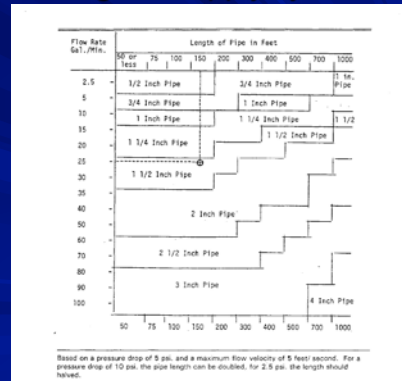 Flow Rate
Gal./Min.
Length of Pipe in Feet
50 or less 75 100 150 200 300 400 500 700 1000
2.5
1/2 Inch Pipe 3/4 Inch Pipe 1 in. Pipe
5
3/4 Inch Pipe 1 Inch Pipe
10
1 Inch Pipe 1 1/4 Inch Pipe 1 1/2
15
1 1/2 Inch Pipe
20
1 1/4 Inch Pipe
25
30
1 1/2 Inch Pipe
35
40
2 Inch Pipe
50
60
70
2 1/2 Inch Pipe
80
90
3 Inch Pipe
100
4 Inch Pipe
50 75 100 150 200 300 400 500 700 1000
Based on a pressure drop of 5 psi, and a maximum flow velocity of 5 feet/ second. For a
pressure drop of 10 psi, the pipe length can be doubled, for 2.5 psi, the length should
halved.